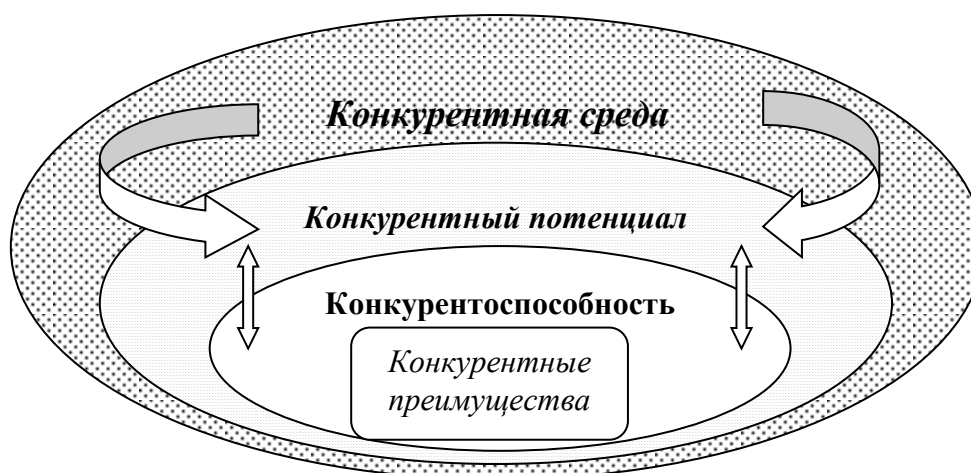 Конкурентная среда
Конкурентный потенциал
Конкурентоспособность
Конкурентные
преимущества